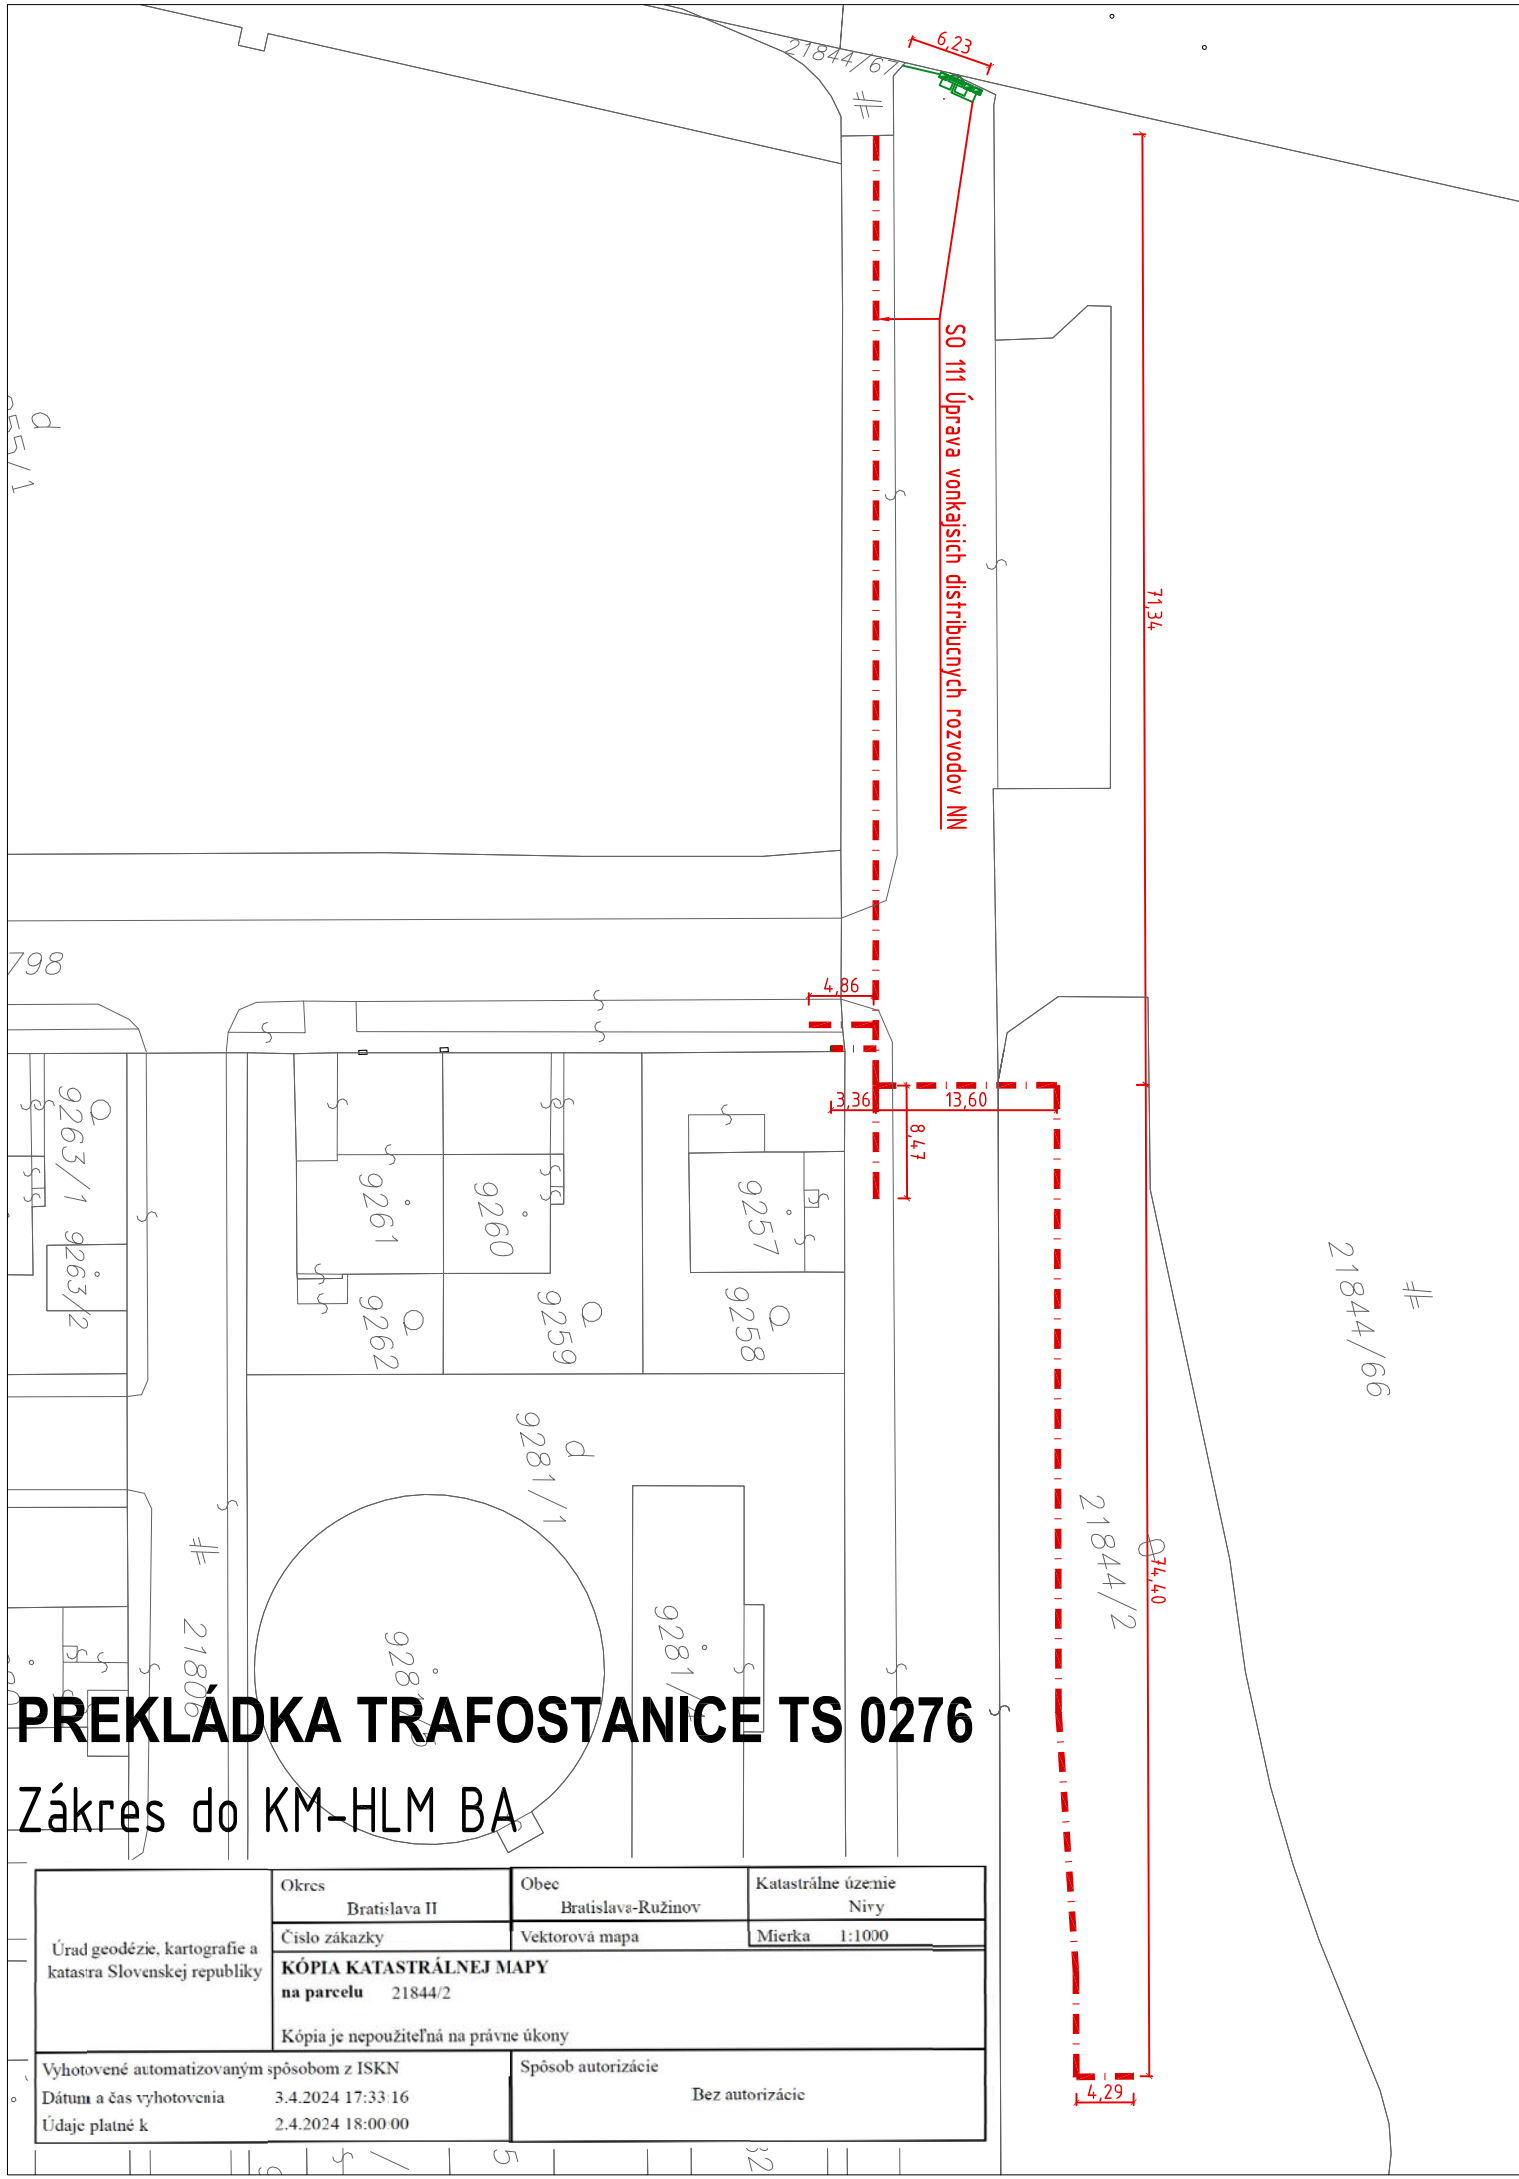 21844/67
6,23
SO 111 Úprava vonkajsich distribucnych rozvodov NN
71,34
d
55/1
798
4,86
3,36
13,60
8,47
9263/1
9263/2
9261
9260
9257
9262
9259
9258
21844/66
d
9281/1
21844/2
74,40
21806
PREKLÁDKA TRAFOSTANICE TS 0276
Zákres do KM-HLM BA
Úrad geodézie, kartografie a
katastra Slovenskej republiky
Okres
Bratislava II
Obec
Bratislava-Ružinov
Katastrálne územie
Nivy
Číslo zákazky
Vektorová mapa
Mierka 1:1000
KÓPIA KATASTRÁLNEJ MAPY
na parcelu 21844/2
Kópia je nepoužiteľná na právne úkony
Vyhotovené automatizovaným spôsobom z ISKN
Dátum a čas vyhotovenia 3.4.2024 17:33:16
Údaje platné k 2.4.2024 18:00:00
Spôsob autorizácie
Bez autorizácie
4,29
5
32